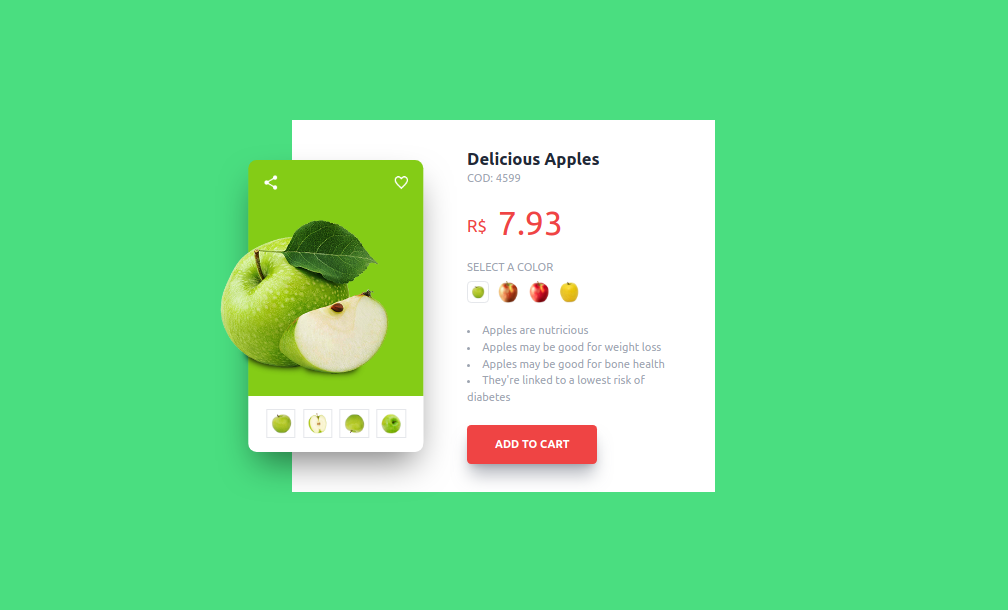 Delicious Apples
COD: 4599
R$ 7.93
SELECT A COLOR
• Apples are nutricious
• Apples may be good for weight loss
• Apples may be good for bone health
• They're linked to a lowest risk of
diabetes
ADD TO CART